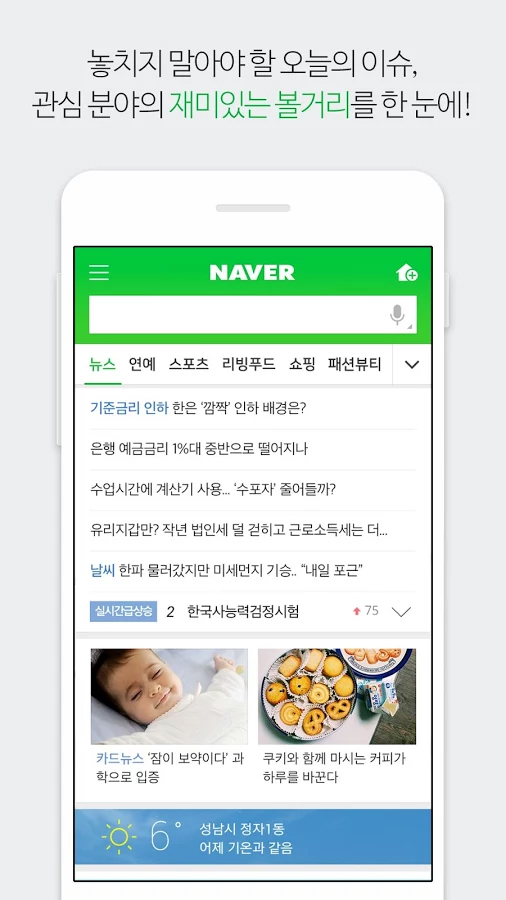 놓치지 말아야 할 오늘의 이슈,
관심 분야의 재미있는 볼거리를 한 눈에!
NAVER
뉴스 연예 스포츠 리빙푸드 쇼핑 패션뷰티
기준금리 인하 한은 '깜짝' 인하 배경은?
은행 예금금리 1%대 중반으로 떨어지나
수업시간에 계산기 사용... '수포자' 줄어들까?
유리지갑만? 작년 법인세 덜 걷히고 근로소득세는 더...
날씨 한파 물러갔지만 미세먼지 기승.. "내일 포근"
실시간급상승 2 한국사능력검정시험 75
카드뉴스 '잠이 보약이다' 과
학으로 입증
쿠키와 함께 마시는 커피가
하루를 바꾼다
6°
성남시 정자1동
어제 기온과 같음